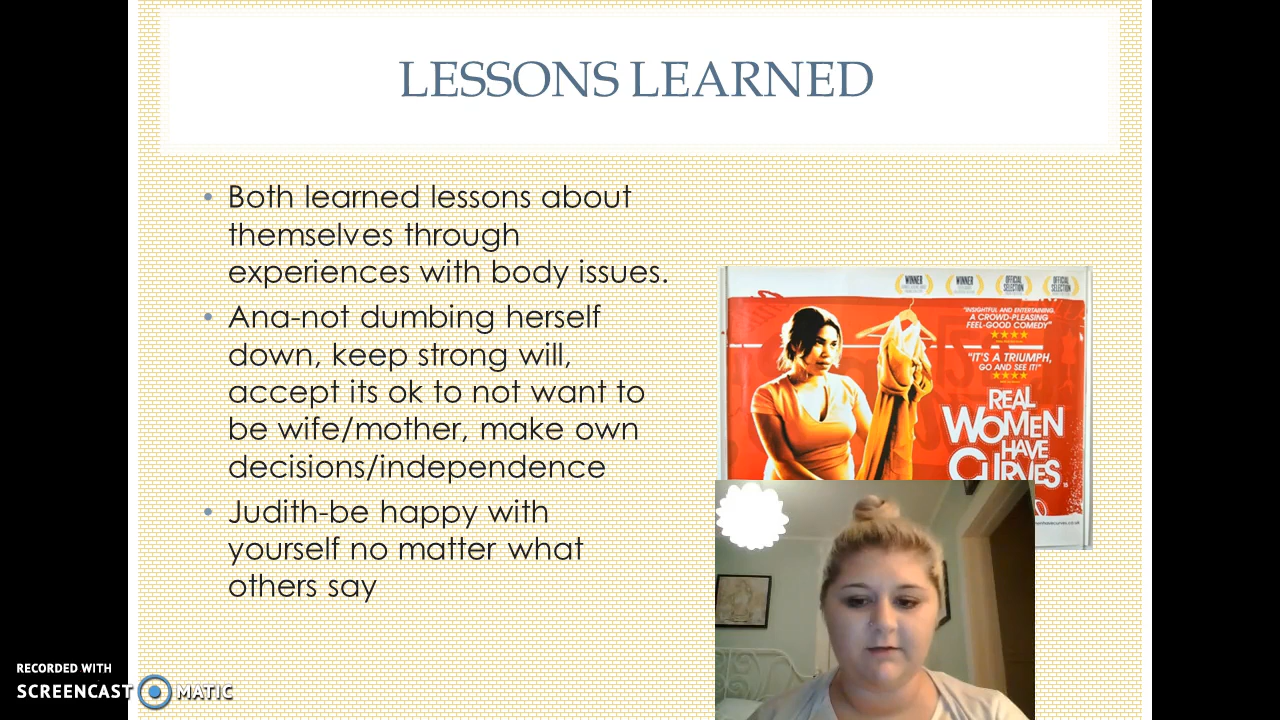 LESSONS LEARNED
• Both learned lessons about
themselves through
experiences with body issues.
• Ana-not dumbing herself
down, keep strong will,
accept its ok to not want to
be wife/mother, make own
decisions/independence
• Judith-be happy with
yourself no matter what
others say
WINNER
WINNER
OFFICIAL
SELECTION
OFFICIAL
SELECTION
"INSIGHTFUL AND ENTERTAINING,
A CROWD-PLEASING
FEEL-GOOD COMEDY"
"IT'S A TRIUMPH,
GO AND SEE IT!"
REAL
WOMEN
HAVE
CURVES
RECORDED WITH
SCREENCAST MATIC